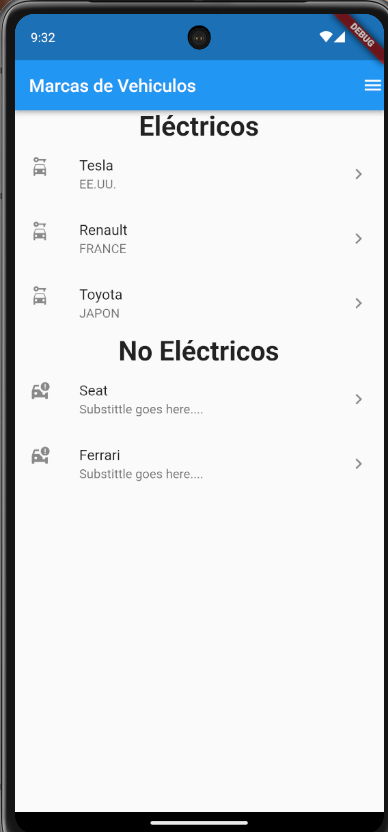 9:32
DEBUG
Marcas de Vehiculos
Eléctricos
Tesla
EE.UU.
Renault
FRANCE
Toyota
JAPON
No Eléctricos
Seat
Substittle goes here....
Ferrari
Substittle goes here....